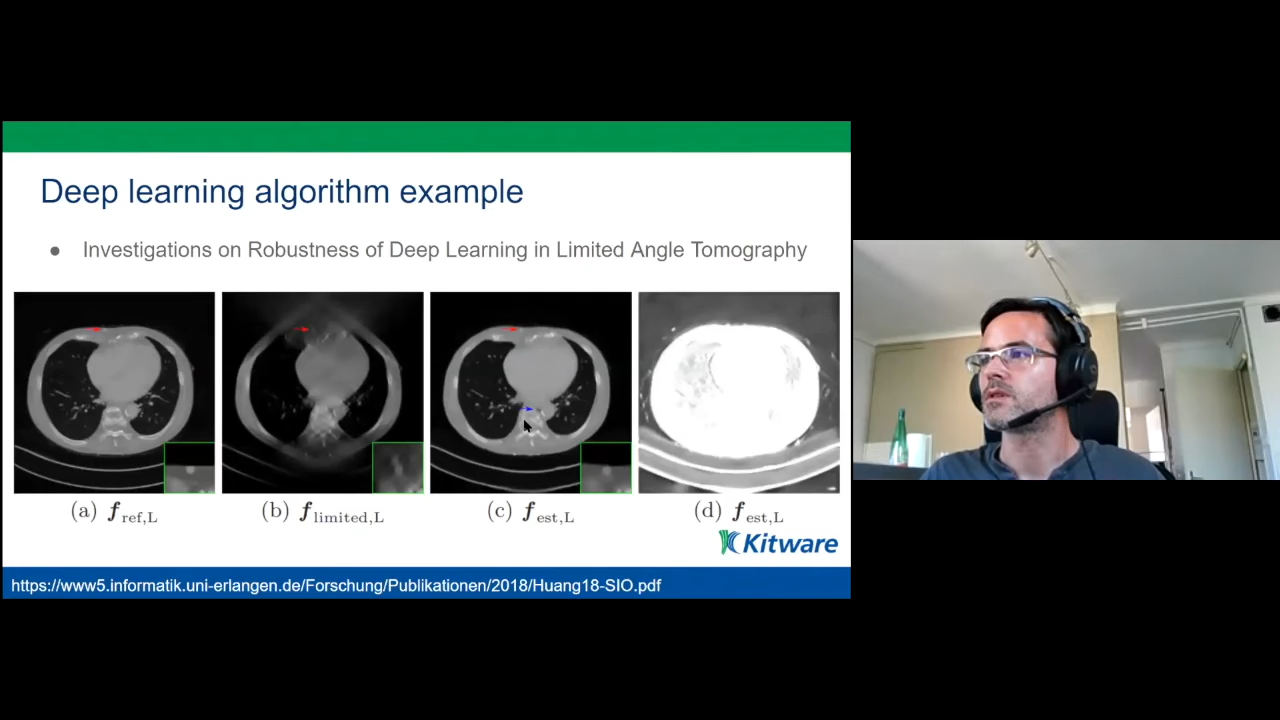 Deep learning algorithm example
● Investigations on Robustness of Deep Learning in Limited Angle Tomography
(a) f ref,L
(b) f limited,L
(c) f est,L
(d) f est,L
Kitware
https://www5.informatik.uni-erlangen.de/Forschung/Publikationen/2018/Huang18-SIO.pdf